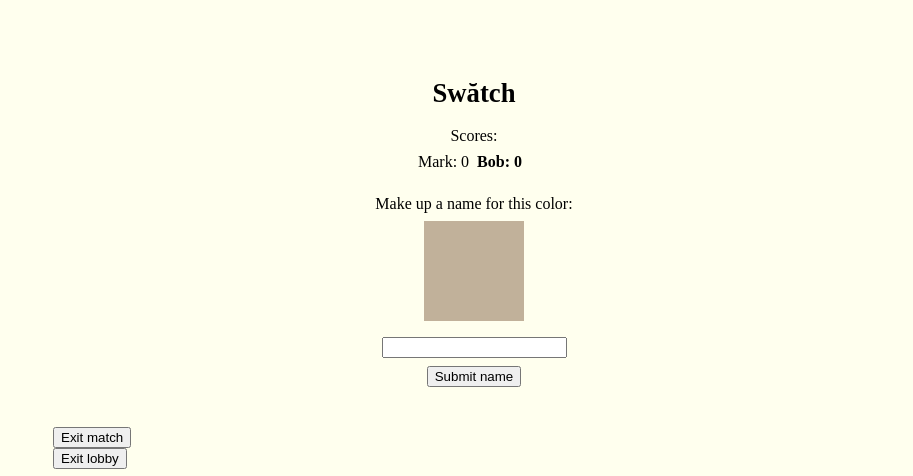 Swătch
Scores:
Mark: 0 Bob: 0
Make up a name for this color:
Submit name
Exit match
Exit lobby